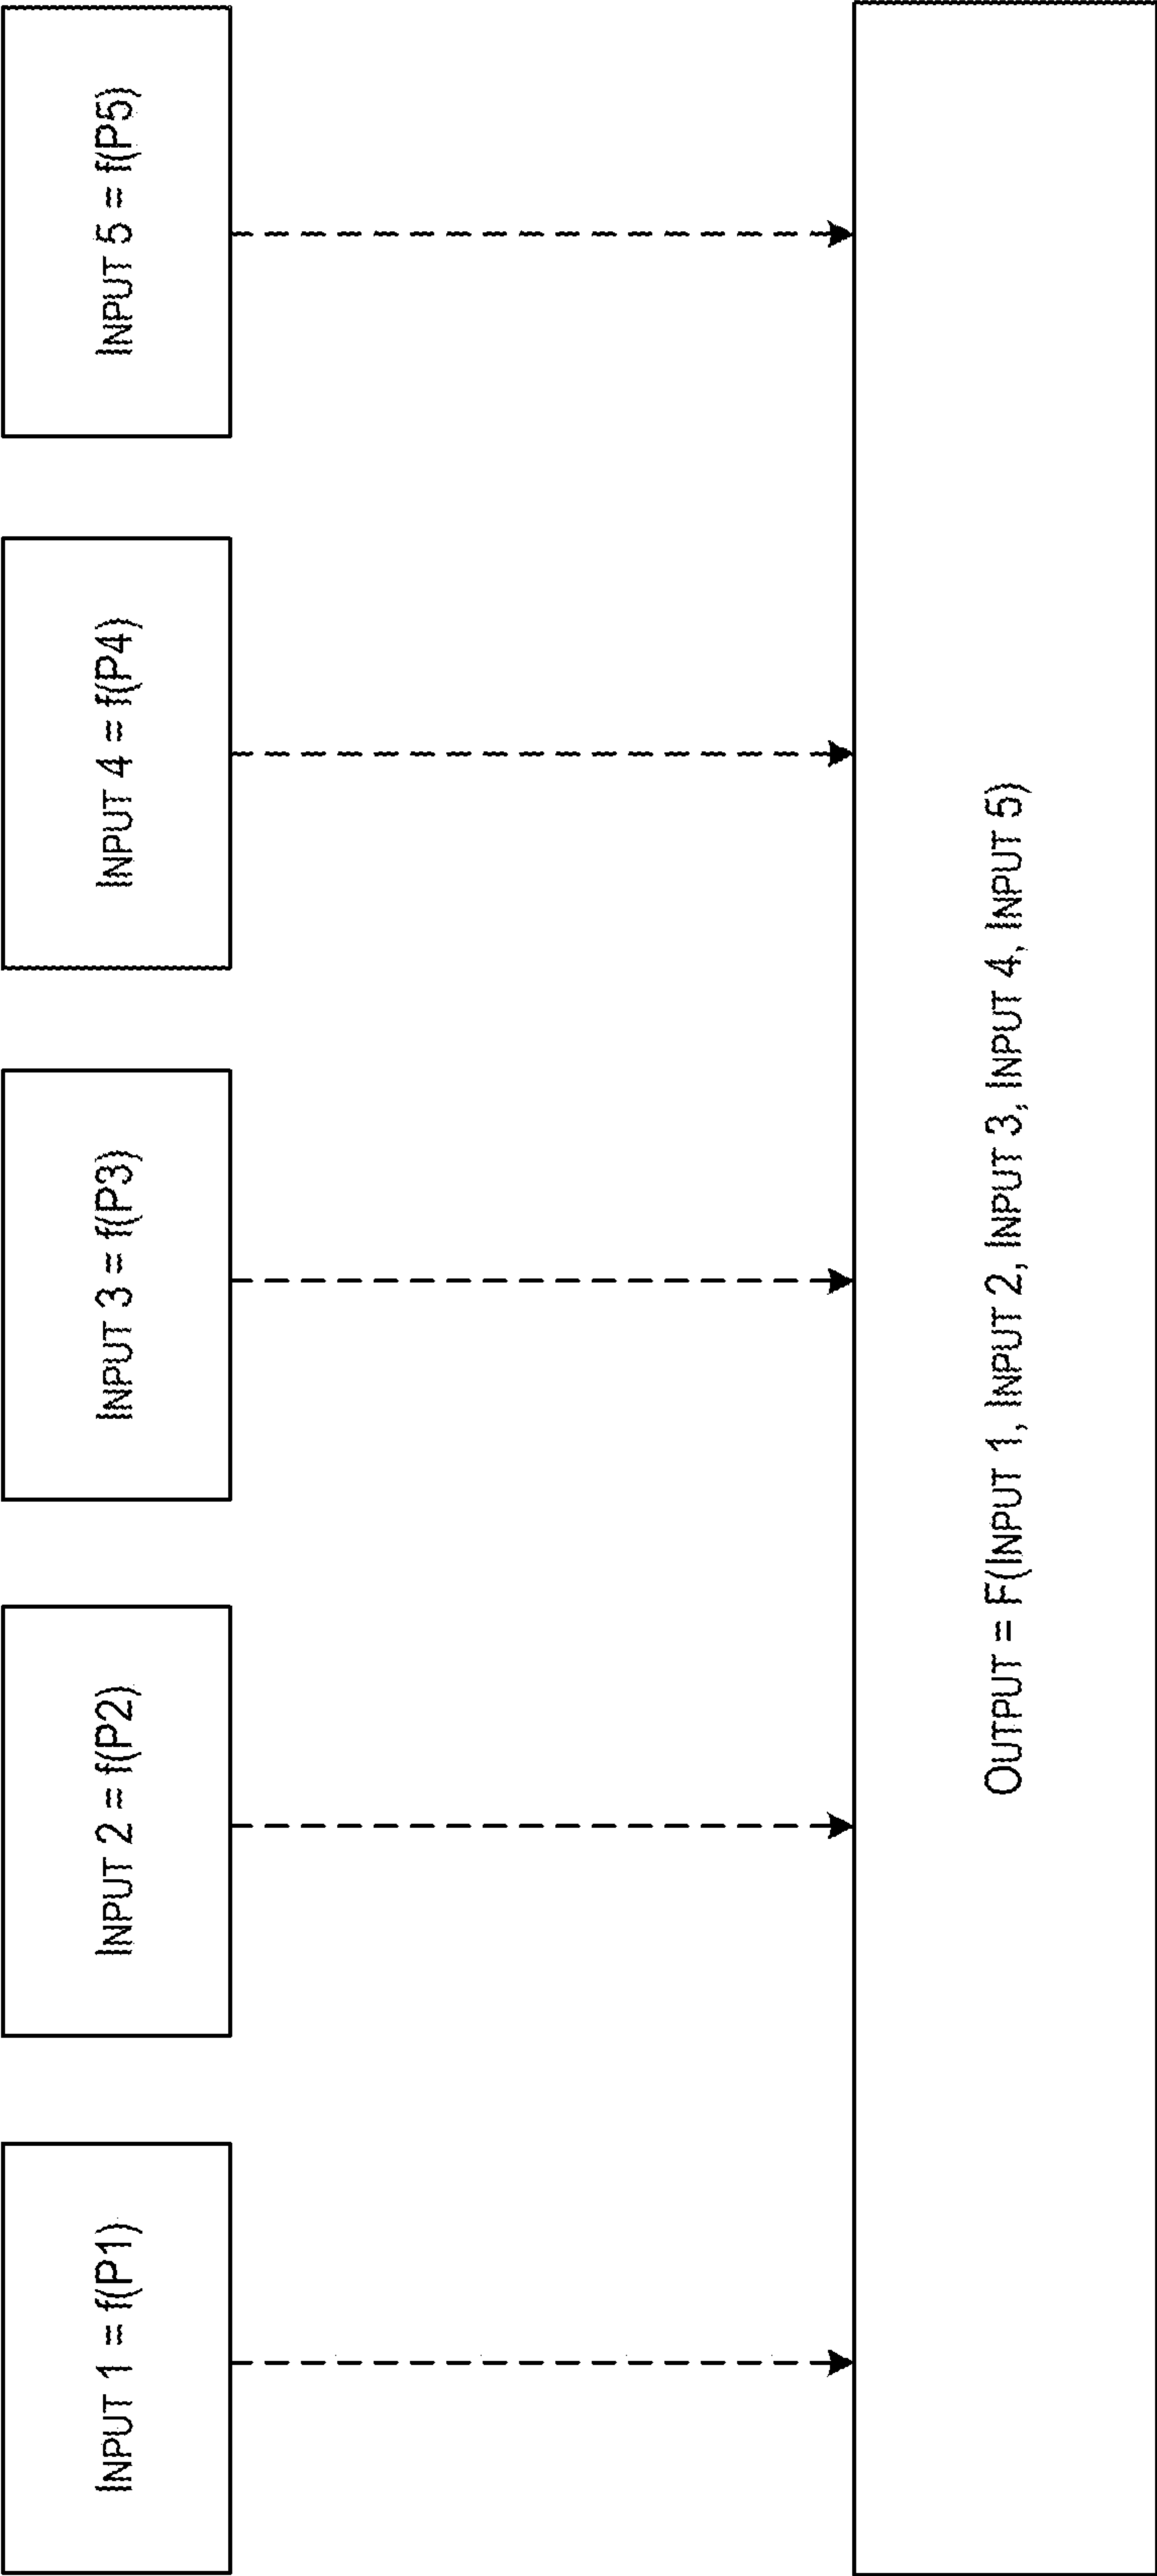 INPUT 1 = f(P1)
INPUT 2 = f(P2)
INPUT 3 = f(P3)
INPUT 4 = f(P4)
INPUT 5 = f(P5)
OUTPUT = F(INPUT 1, INPUT 2, INPUT 3, INPUT 4, INPUT 5)